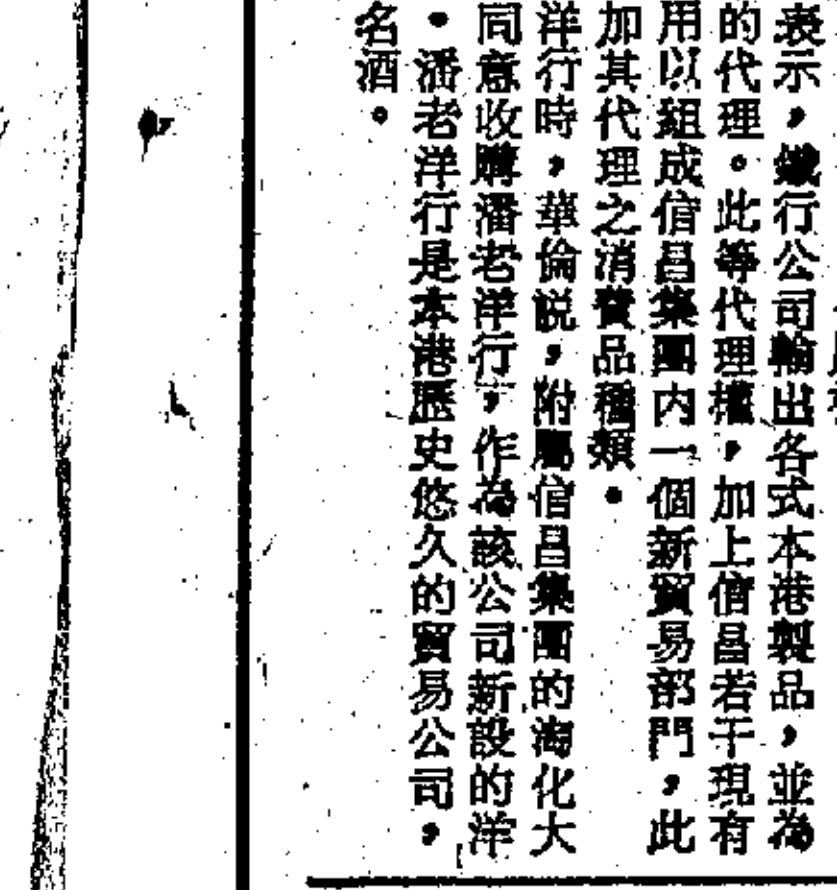 表示，行公司輸出各式本港製品，並為
的代理。此等代理權，加上信昌若干現有
用以組成信昌集團内一個新貿易部門，此
加其代理之消費品種類。
洋行時，華倫説，附屬信昌集團的淘化大
同意收購潘老洋行，作為該公司新設的洋
。潘老洋行是本港歷史悠久的貿易公司，
名酒。